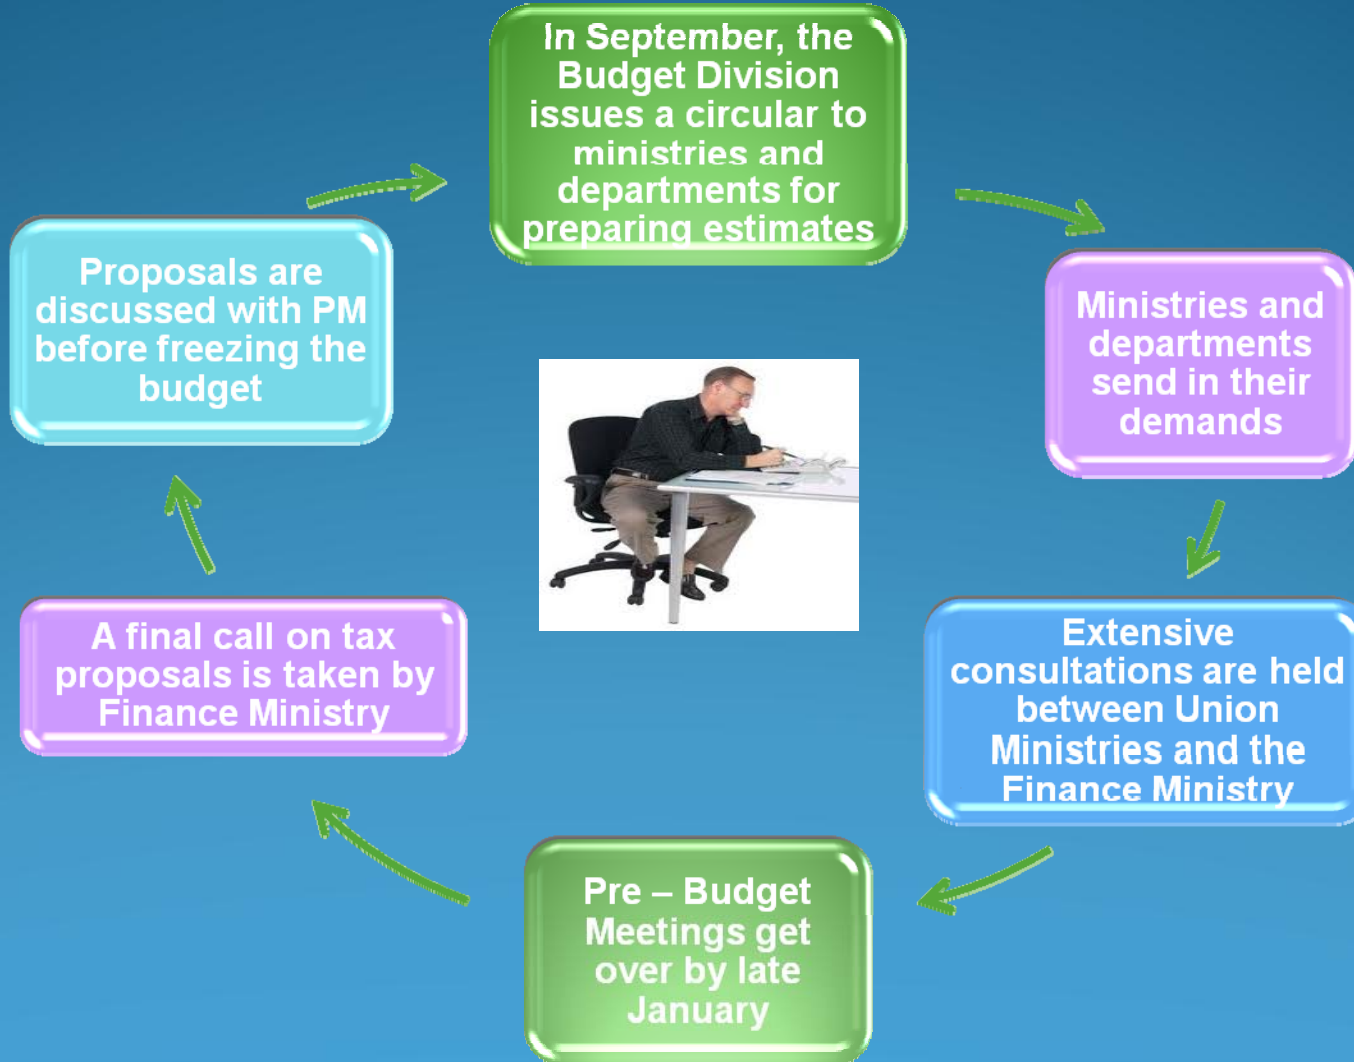 In September, the
Budget Division
issues a circular to
ministries and
departments for
preparing estimates
Ministries and
departments
send in their
demands
Extensive
consultations are held
between Union
Ministries and the
Finance Ministry
Pre – Budget
Meetings get
over by late
January
A final call on tax
proposals is taken by
Finance Ministry
Proposals are
discussed with PM
before freezing the
budget